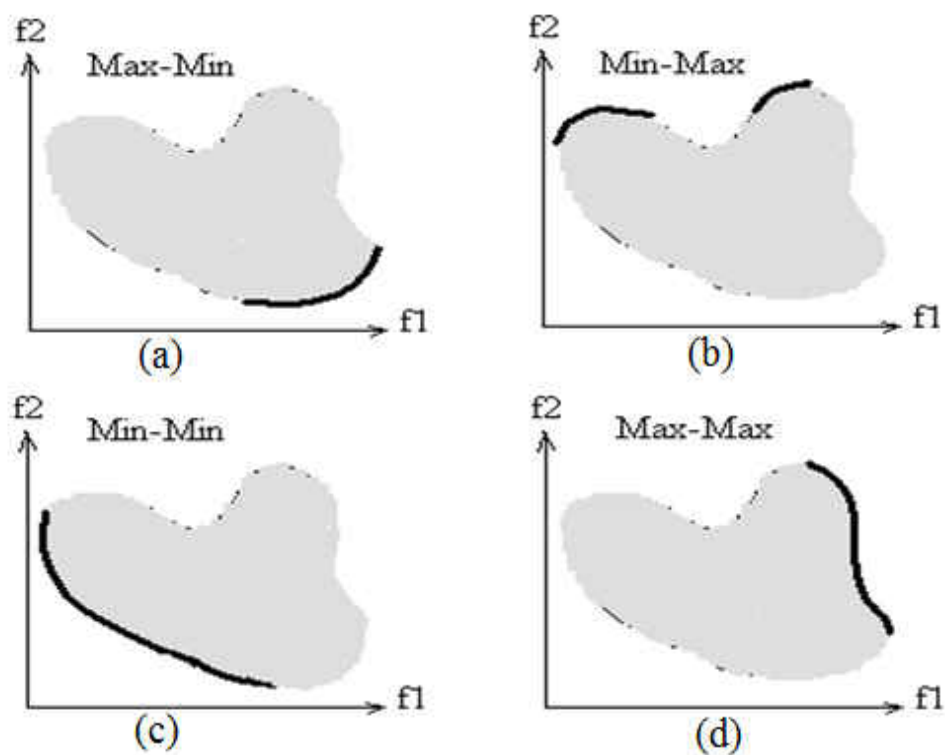 f2
Max-Min
f1
(a)
f2
Min-Max
f1
(b)
f2
Min-Min
f1
(c)
f2
Max-Max
f1
(d)